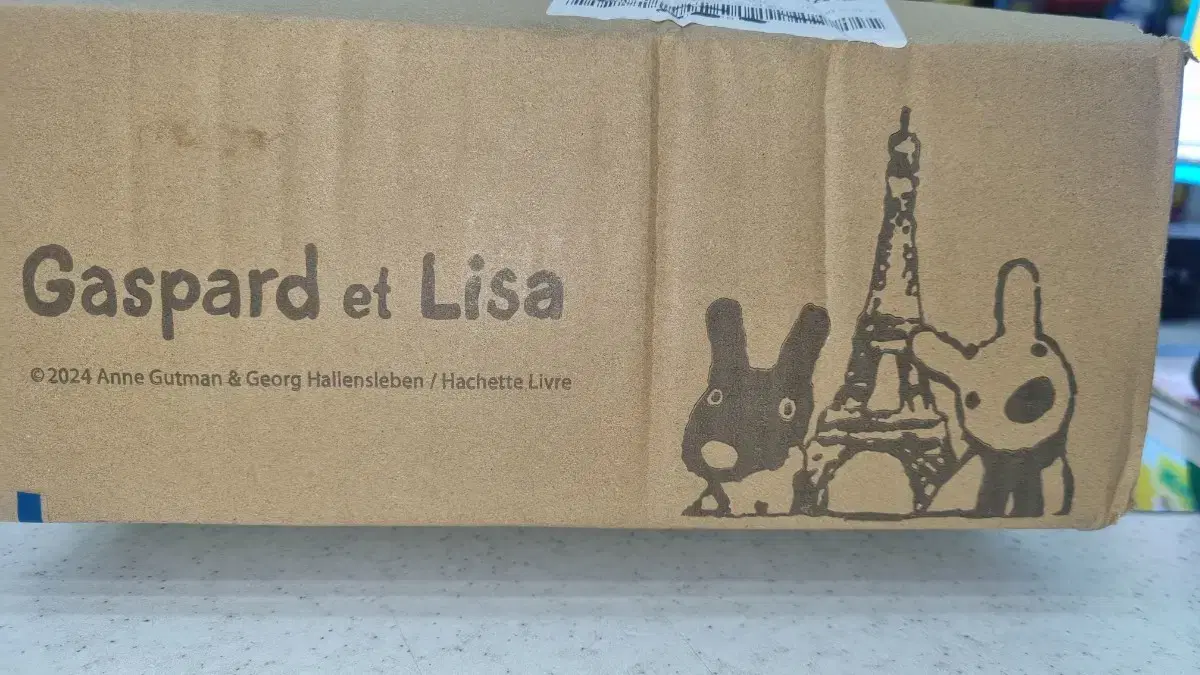 Gaspard et Lisa
©2024 Anne Gutman & Georg Hallensleben / Hachette Livre